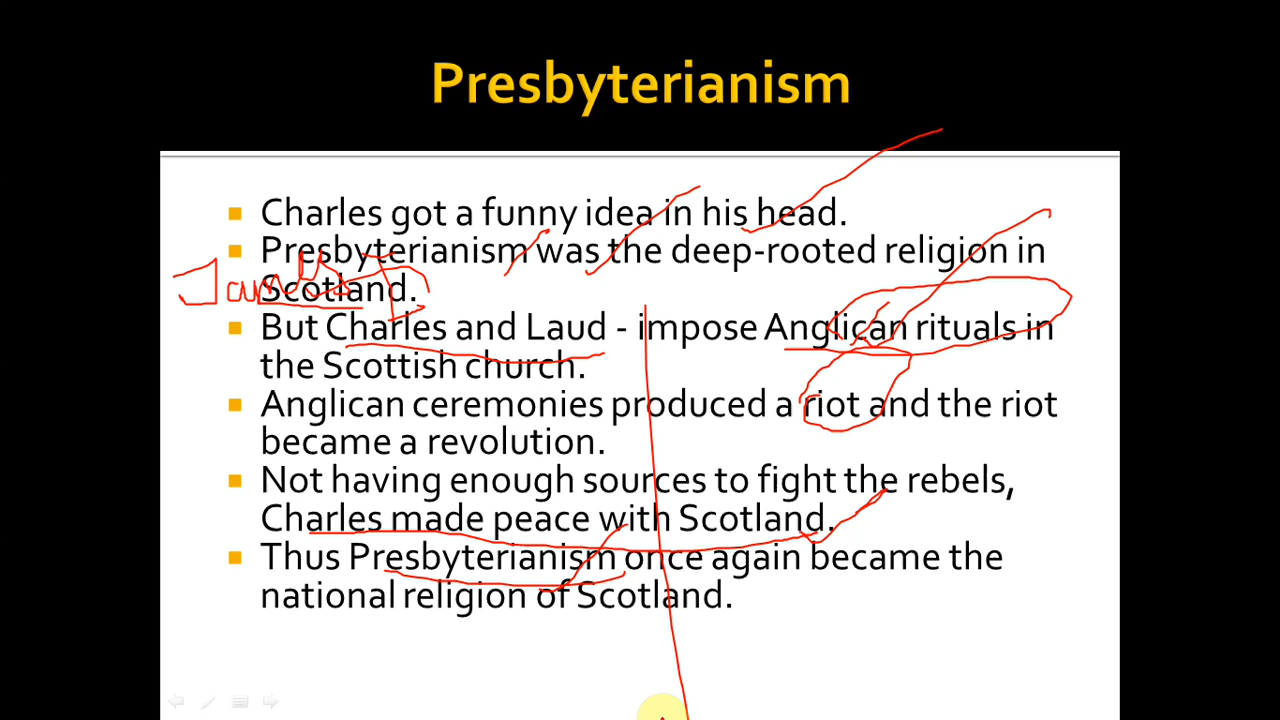 Presbyterianism
Charles got a funny idea in his head.
Presbyterianism was the deep-rooted religion in
Scotland.
James I
But Charles and Laud - impose Anglican rituals in
the Scottish church.
Anglican ceremonies produced a riot and the riot
became a revolution.
Not having enough sources to fight the rebels,
Charles made peace with Scotland.
Thus Presbyterianism once again became the
national religion of Scotland.